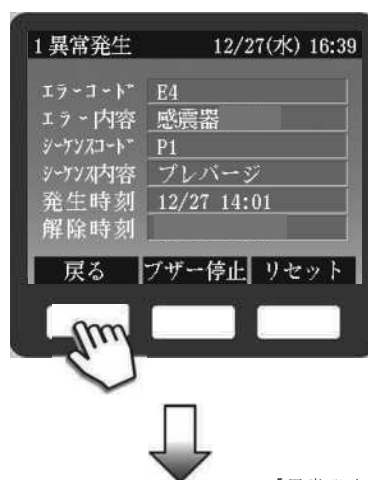 1 異常発生 12/27(水) 16:39
エラーコード E4
エラー内容 感震器
シーケンスコード P1
シーケンス内容 プレパージ
発生時刻 12/27 14:01
解除時刻
戻る ブザー停止 リセット